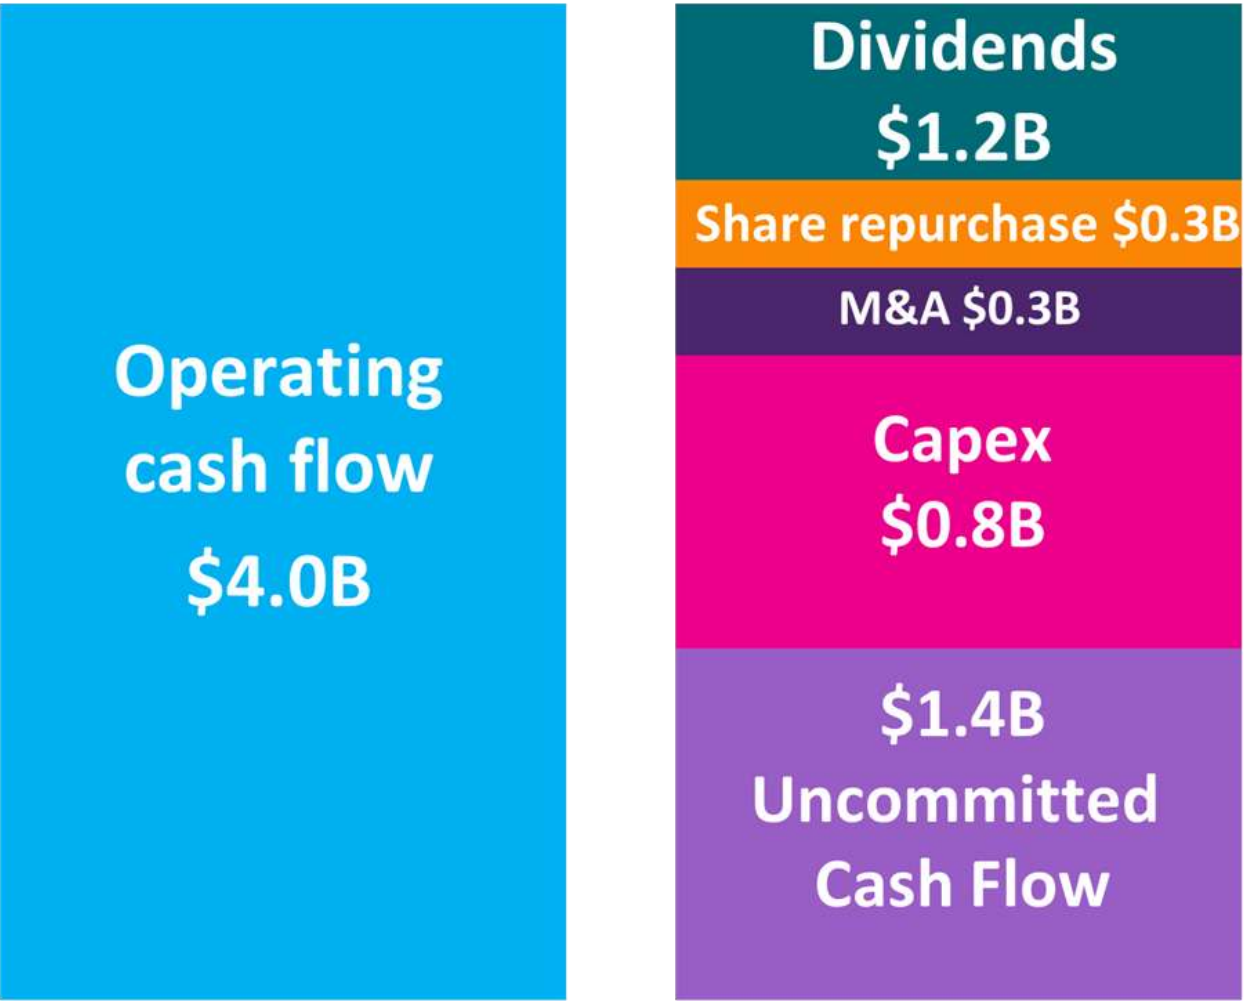 Operating
cash flow
$4.0B
Dividends
$1.2B
Share repurchase $0.3B
M&A $0.3B
Capex
$0.8B
$1.4B
Uncommitted
Cash Flow